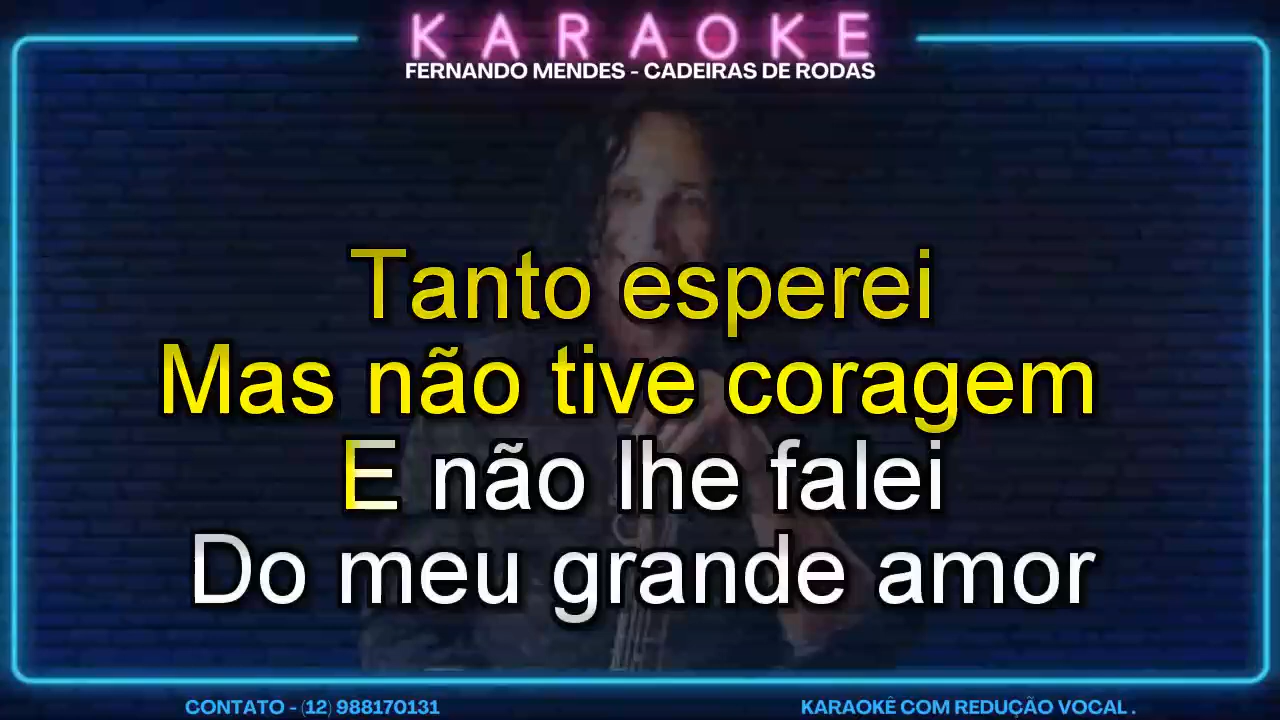 KARAOKE
FERNANDO MENDES - CADEIRAS DE RODAS
Tanto esperei
Mas não tive coragem
E não lhe falei
Do meu grande amor
CONTATO - (12) 988170131
KARAOKÊ COM REDUÇÃO VOCAL .